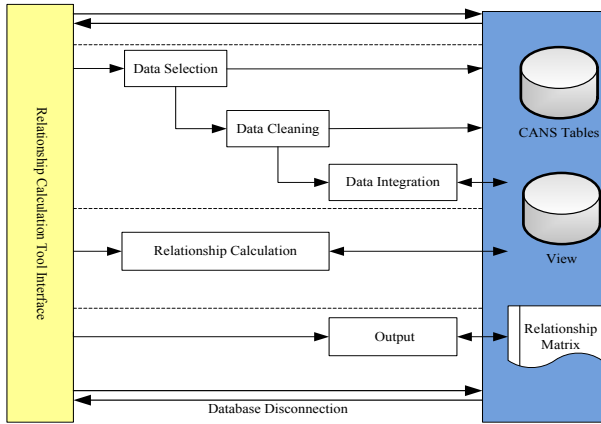 Relationship Calculation Tool Interface
Data Selection
Data Cleaning
CANS Tables
Data Integration
Relationship Calculation
View
Output
Relationship
Matrix
Database Disconnection